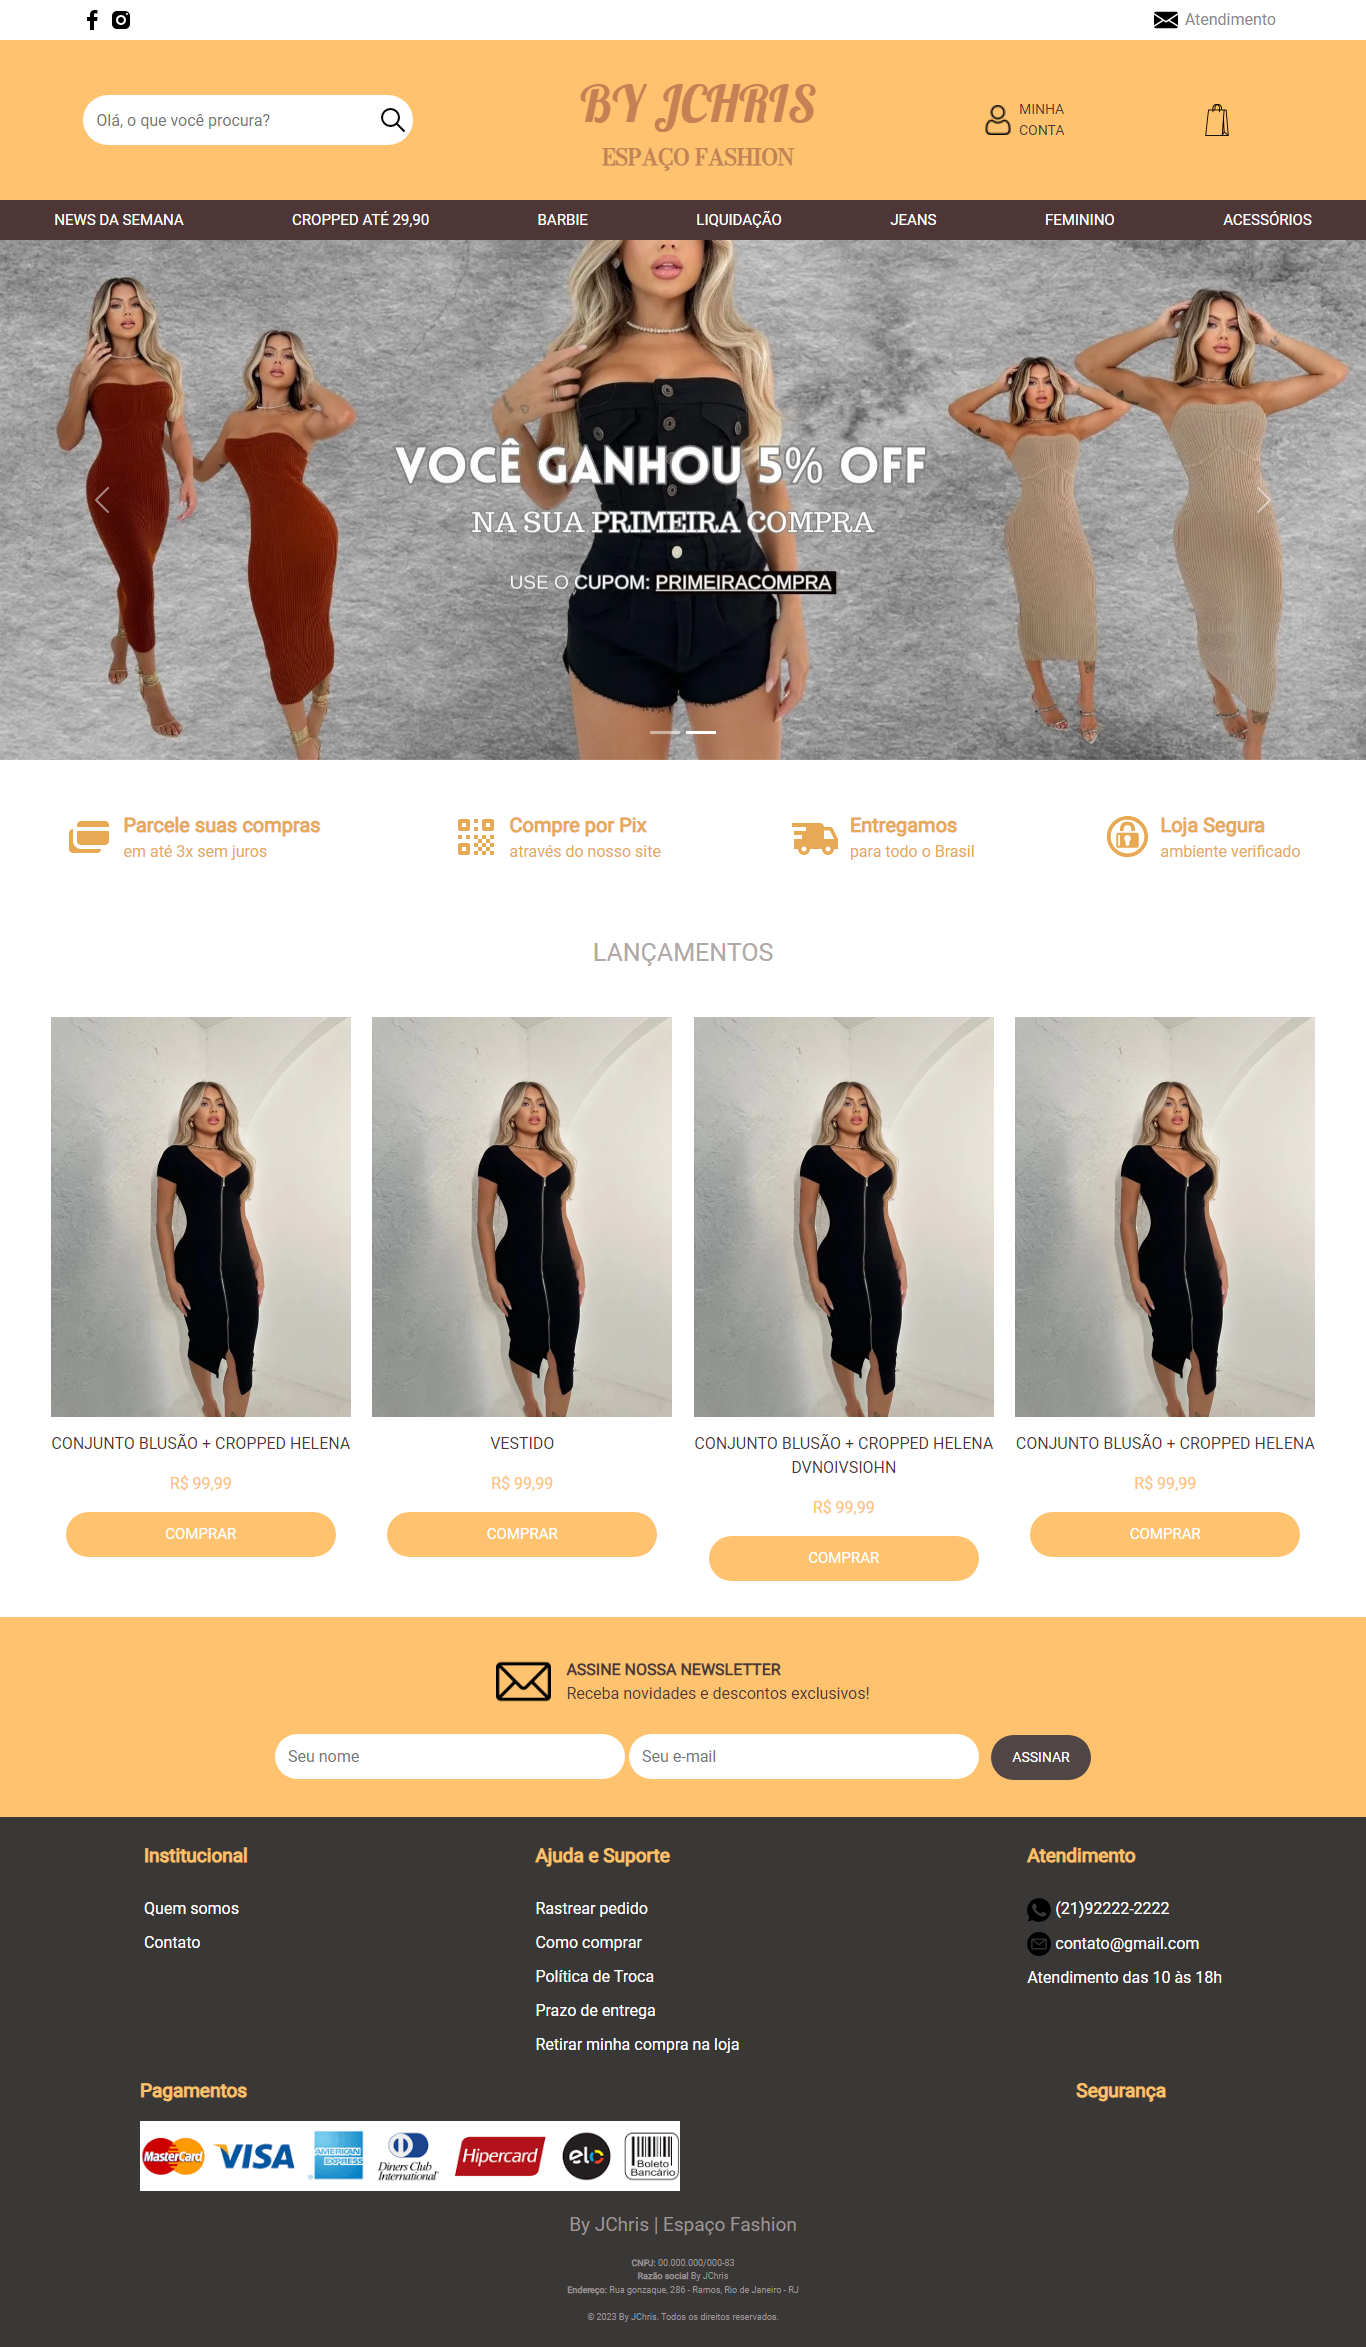 Atendimento
Olá, o que você procura?
BY JCHRIS
ESPAÇO FASHION
MINHA
CONTA
NEWS DA SEMANA
CROPPED ATÉ 29,90
BARBIE
LIQUIDAÇÃO
JEANS
FEMININO
ACESSÓRIOS
VOCÊ GANHOU 5% OFF
NA SUA PRIMEIRA COMPRA
USE O CUPOM: PRIMEIRACOMPRA
Parcele suas compras
em até 3x sem juros
Compre por Pix
através do nosso site
Entregamos
para todo o Brasil
Loja Segura
ambiente verificado
LANÇAMENTOS
CONJUNTO BLUSÃO + CROPPED HELENA
R$ 99,99
COMPRAR
VESTIDO
R$ 99,99
COMPRAR
CONJUNTO BLUSÃO + CROPPED HELENA
DVNOIVSIOHN
R$ 99,99
COMPRAR
CONJUNTO BLUSÃO + CROPPED HELENA
R$ 99,99
COMPRAR
ASSINE NOSSA NEWSLETTER
Receba novidades e descontos exclusivos!
Seu nome
Seu e-mail
ASSINAR
Institucional
Quem somos
Contato
Ajuda e Suporte
Rastrear pedido
Como comprar
Política de Troca
Prazo de entrega
Retirar minha compra na loja
Atendimento
(21)92222-2222
contato@gmail.com
Atendimento das 10 às 18h
Pagamentos
MasterCard
VISA
AMERICAN
EXPRESS
Diners Club
International
Hipercard
elo
Boleto
Bancário
Segurança
By JChris | Espaço Fashion
CNPJ: 00.000.000/000-83
Razão social By JChris
Endereço: Rua gonzaque, 286 - Ramos, Rio de Janeiro - RJ
© 2023 By JChris. Todos os direitos reservados.